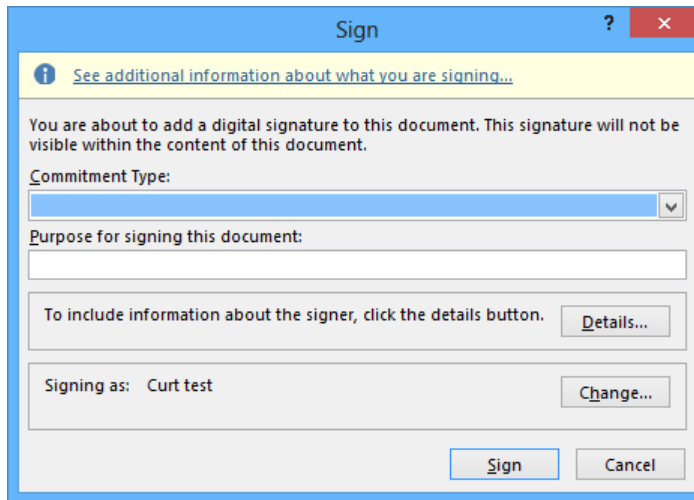 Sign
?
See additional information about what you are signing...
You are about to add a digital signature to this document. This signature will not be
visible within the content of this document.
Commitment Type:
Purpose for signing this document:
To include information about the signer, click the details button.
Details...
Signing as: Curt test
Change...
Sign
Cancel